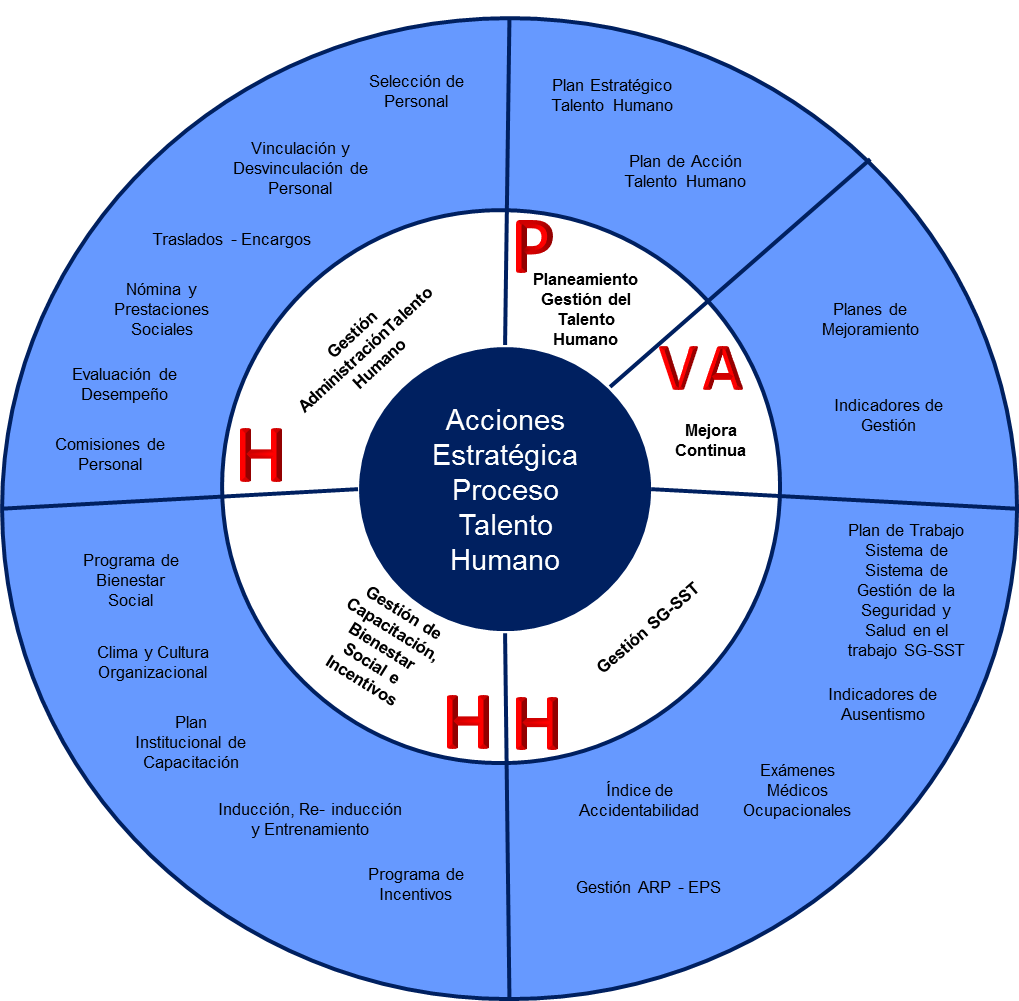 Selección de
Personal
Vinculación y
Desvinculación de
Personal
Traslados - Encargos
Nómina y
Prestaciones
Sociales
Evaluación de
Desempeño
Comisiones de
Personal
Plan Estratégico
Talento Humano
Plan de Acción
Talento Humano
Planes de
Mejoramiento
Indicadores de
Gestión
P
Planeamiento
Gestión del
Talento
Humano
VA
Mejora
Continua
Gestión
AdministraciónTalento
Humano
H
Acciones
Estratégica
Proceso
Talento
Humano
Gestión de
Capacitación,
Bienestar
Social e
Incentivos
H
Gestión SG-SST
H
Programa de
Bienestar
Social
Clima y Cultura
Organizacional
Plan
Institucional de
Capacitación
Inducción, Re- inducción
y Entrenamiento
Programa de
Incentivos
Plan de Trabajo
Sistema de
Sistema de
Gestión de la
Seguridad y
Salud en el
trabajo SG-SST
Indicadores de
Ausentismo
Exámenes
Médicos
Ocupacionales
Índice de
Accidentabilidad
Gestión ARP - EPS